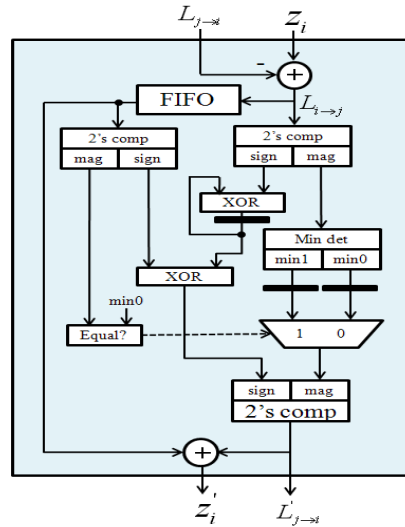 L_{j→i} z_i
-
+
FIFO
L_{i→j}
2's comp
mag sign
2's comp
sign mag
XOR
Min det
min1 min0
XOR
min0
Equal?
1 0
sign mag
2's comp
+
z'_i
L'_{j→i}